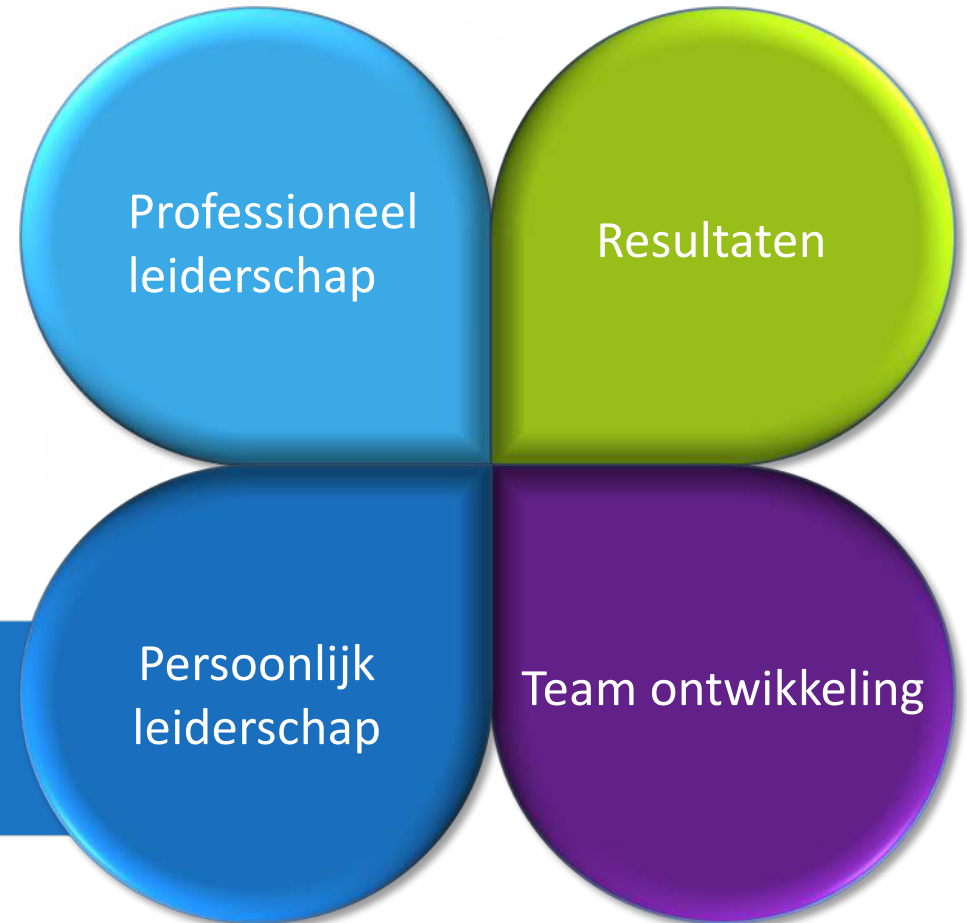 Professioneel
leiderschap
Resultaten
Persoonlijk
leiderschap
Team ontwikkeling